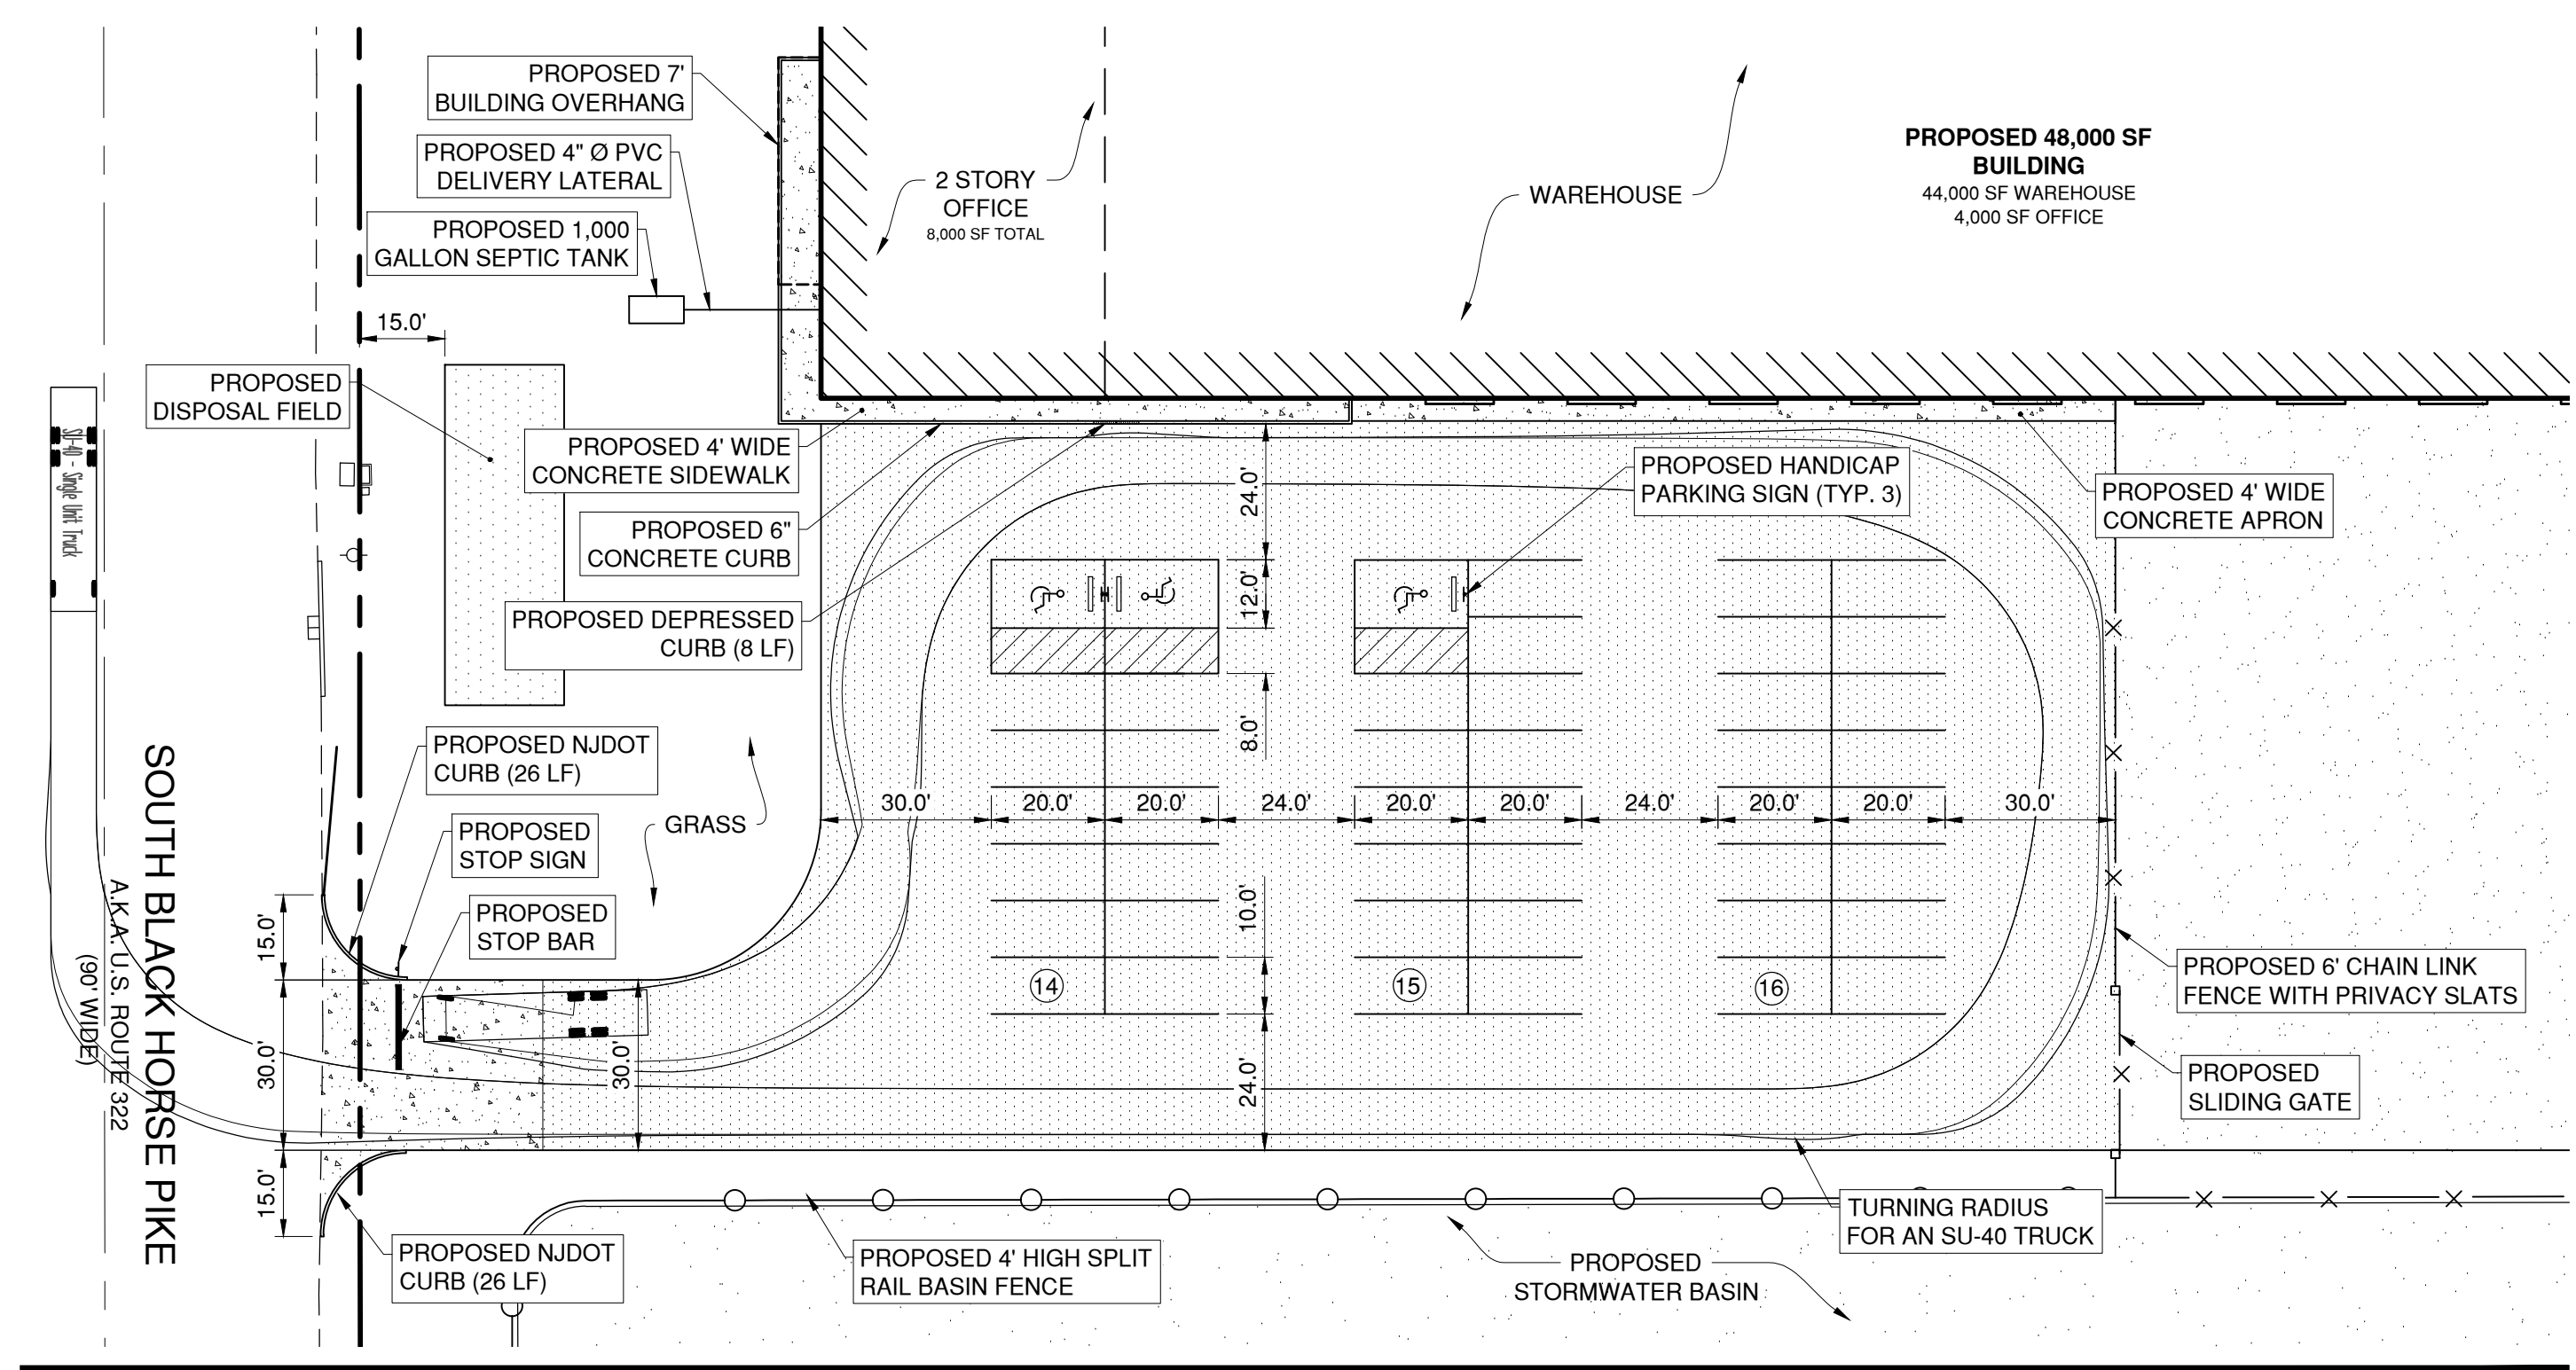 PROPOSED 7'
BUILDING OVERHANG
PROPOSED 4" Ø PVC
DELIVERY LATERAL
PROPOSED 1,000
GALLON SEPTIC TANK
2 STORY
OFFICE
8,000 SF TOTAL
WAREHOUSE
PROPOSED 48,000 SF
BUILDING
44,000 SF WAREHOUSE
4,000 SF OFFICE
15.0'
PROPOSED
DISPOSAL FIELD
SU-40 - Single Unit Truck
PROPOSED 4' WIDE
CONCRETE SIDEWALK
PROPOSED 6"
CONCRETE CURB
PROPOSED DEPRESSED
CURB (8 LF)
24.0'
12.0'
8.0'
PROPOSED HANDICAP
PARKING SIGN (TYP. 3)
PROPOSED 4' WIDE
CONCRETE APRON
PROPOSED NJDOT
CURB (26 LF)
PROPOSED
STOP SIGN
PROPOSED
STOP BAR
GRASS
30.0'
20.0'
20.0'
24.0'
20.0'
20.0'
24.0'
20.0'
20.0'
30.0'
10.0'
14
15
16
24.0'
15.0'
30.0'
15.0'
30.0'
SOUTH BLACK HORSE PIKE
A.K.A. U.S. ROUTE 322
(90' WIDE)
PROPOSED 6' CHAIN LINK
FENCE WITH PRIVACY SLATS
PROPOSED
SLIDING GATE
TURNING RADIUS
FOR AN SU-40 TRUCK
PROPOSED NJDOT
CURB (26 LF)
PROPOSED 4' HIGH SPLIT
RAIL BASIN FENCE
PROPOSED
STORMWATER BASIN